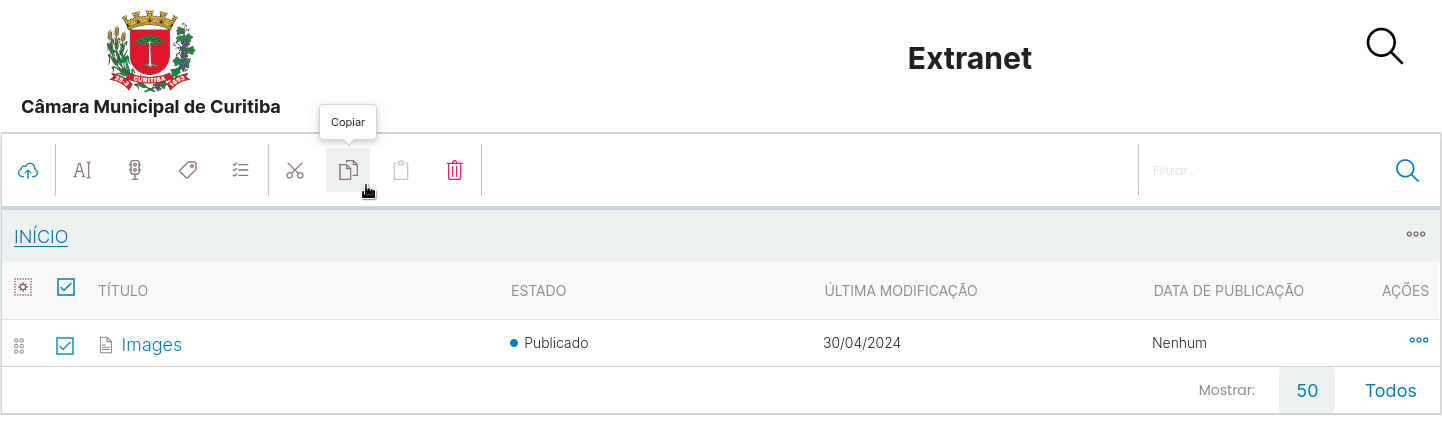 CURITIBA
Câmara Municipal de Curitiba
Extranet
Copiar
AI
Filtrar...
INÍCIO
TÍTULO ESTADO ÚLTIMA MODIFICAÇÃO DATA DE PUBLICAÇÃO AÇÕES
Images Publicado 30/04/2024 Nenhum
Mostrar: 50 Todos